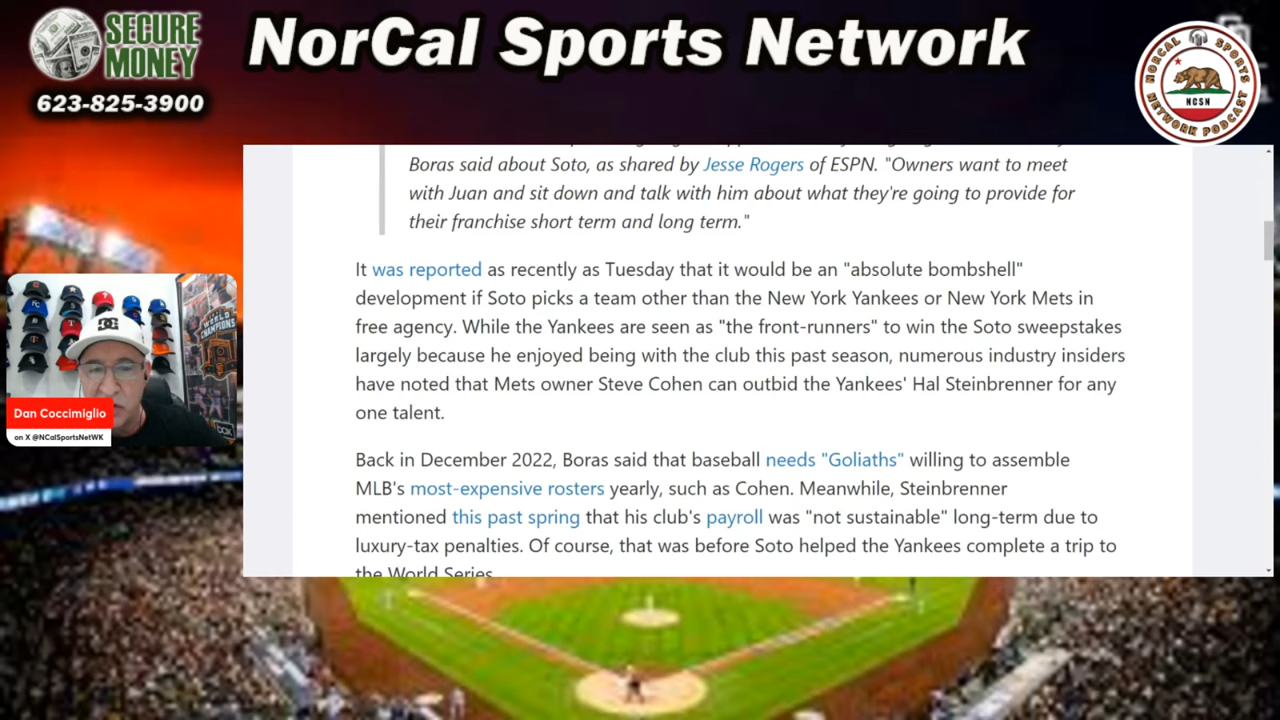 SECURE
MONEY
623-825-3900
NorCal Sports Network
NORCAL SPORTS
NETWORK PODCAST
NCSN
Boras said about Soto, as shared by Jesse Rogers of ESPN. "Owners want to meet
with Juan and sit down and talk with him about what they're going to provide for
their franchise short term and long term."
It was reported as recently as Tuesday that it would be an "absolute bombshell"
development if Soto picks a team other than the New York Yankees or New York Mets in
free agency. While the Yankees are seen as "the front-runners" to win the Soto sweepstakes
largely because he enjoyed being with the club this past season, numerous industry insiders
have noted that Mets owner Steve Cohen can outbid the Yankees' Hal Steinbrenner for any
one talent.
Back in December 2022, Boras said that baseball needs "Goliaths" willing to assemble
MLB's most-expensive rosters yearly, such as Cohen. Meanwhile, Steinbrenner
mentioned this past spring that his club's payroll was "not sustainable" long-term due to
luxury-tax penalties. Of course, that was before Soto helped the Yankees complete a trip to
the World Series.
WORLD
CHAMPIONS
Dan Coccimiglio
on X @NCalSportsNetWK